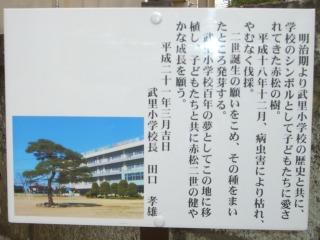 明治期より武里小学校の歴史と共に、
学校のシンボルとして子どもたちに愛さ
れてきた赤松の樹。
平成十八年十二月、病虫害により枯れ、
やむなく伐採。
二世誕生の願いをこめ、その種をまい
たところ発芽する。
武里小学校百年の夢としてこの地に移
植し、子どもたちと共に赤松二世の健や
かな成長を願う。
平成二十一年三月吉日
武里小学校長 田口 孝雄